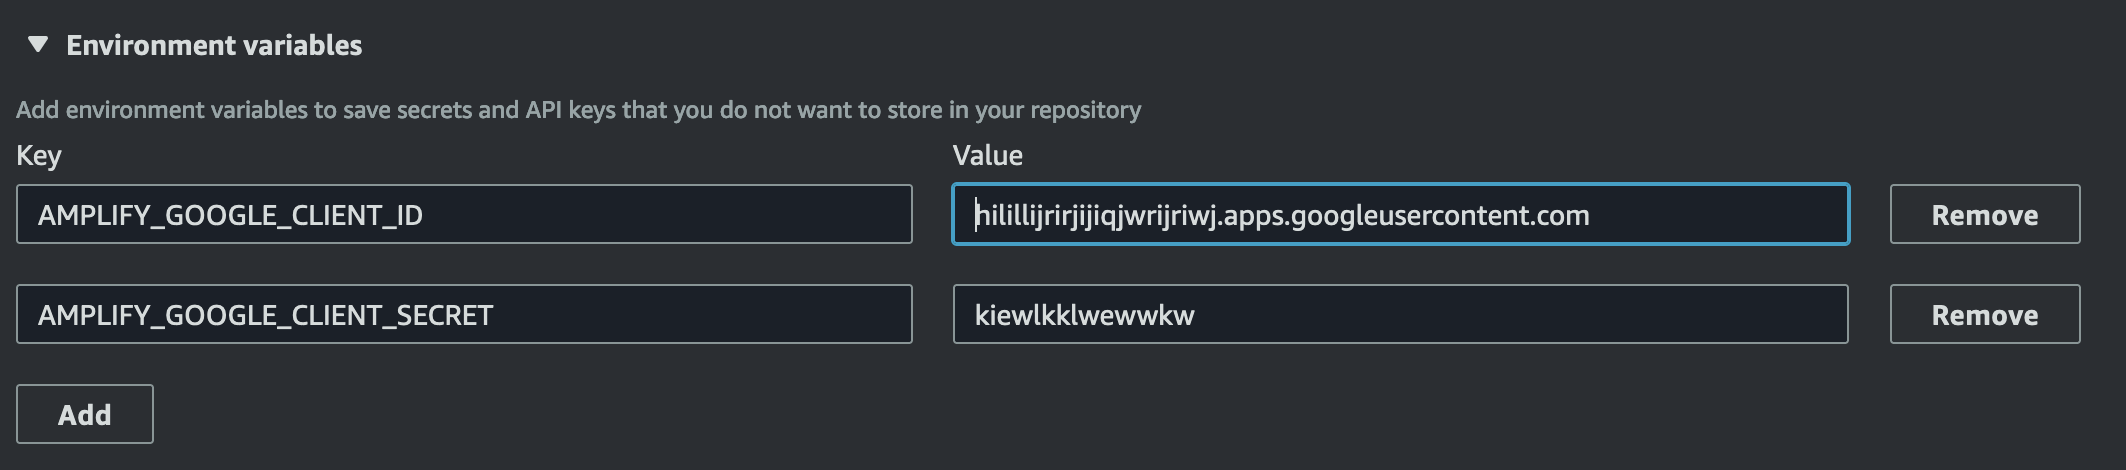 Environment variables
Add environment variables to save secrets and API keys that you do not want to store in your repository
Key Value
AMPLIFY_GOOGLE_CLIENT_ID hilillijrirjijiqjwrijriwj.apps.googleusercontent.com Remove
AMPLIFY_GOOGLE_CLIENT_SECRET kiewlkklwewwkw Remove
Add